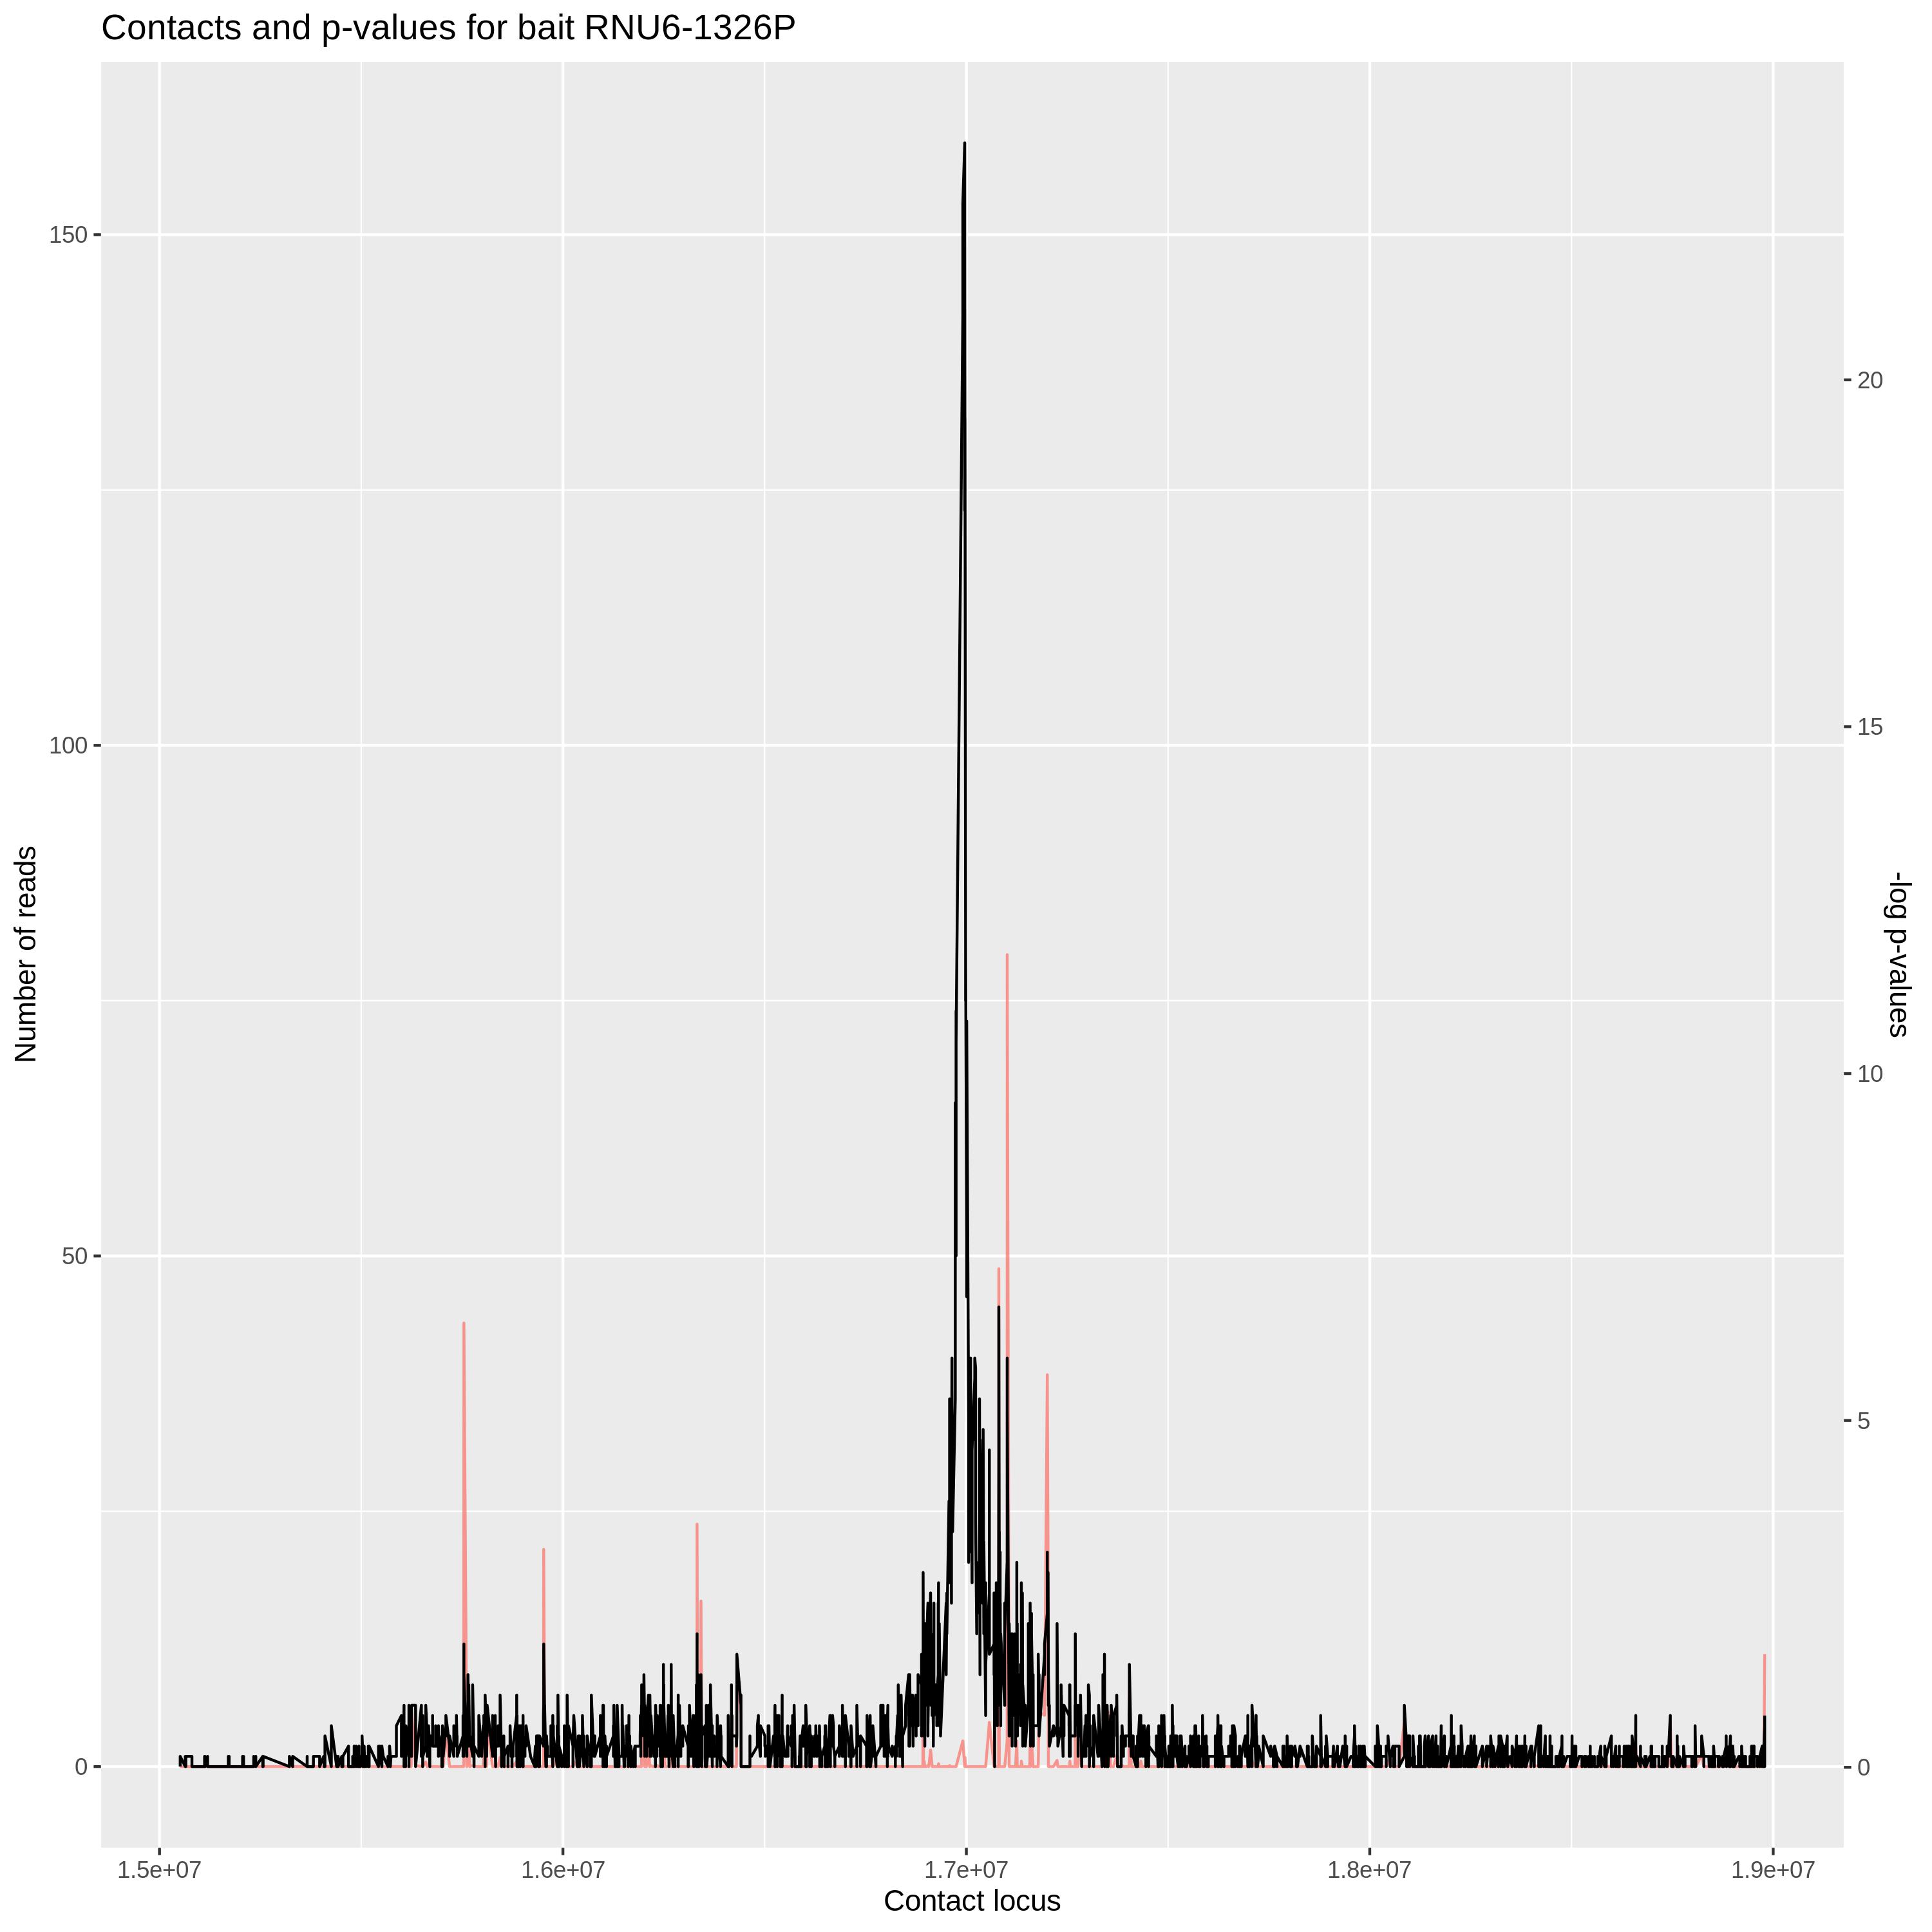 Contacts and p-values for bait RNU6-1326P
150
100
50
0
Number of reads
20
15
10
5
0
-log p-values
1.5e+07
1.6e+07
1.7e+07
1.8e+07
1.9e+07
Contact locus